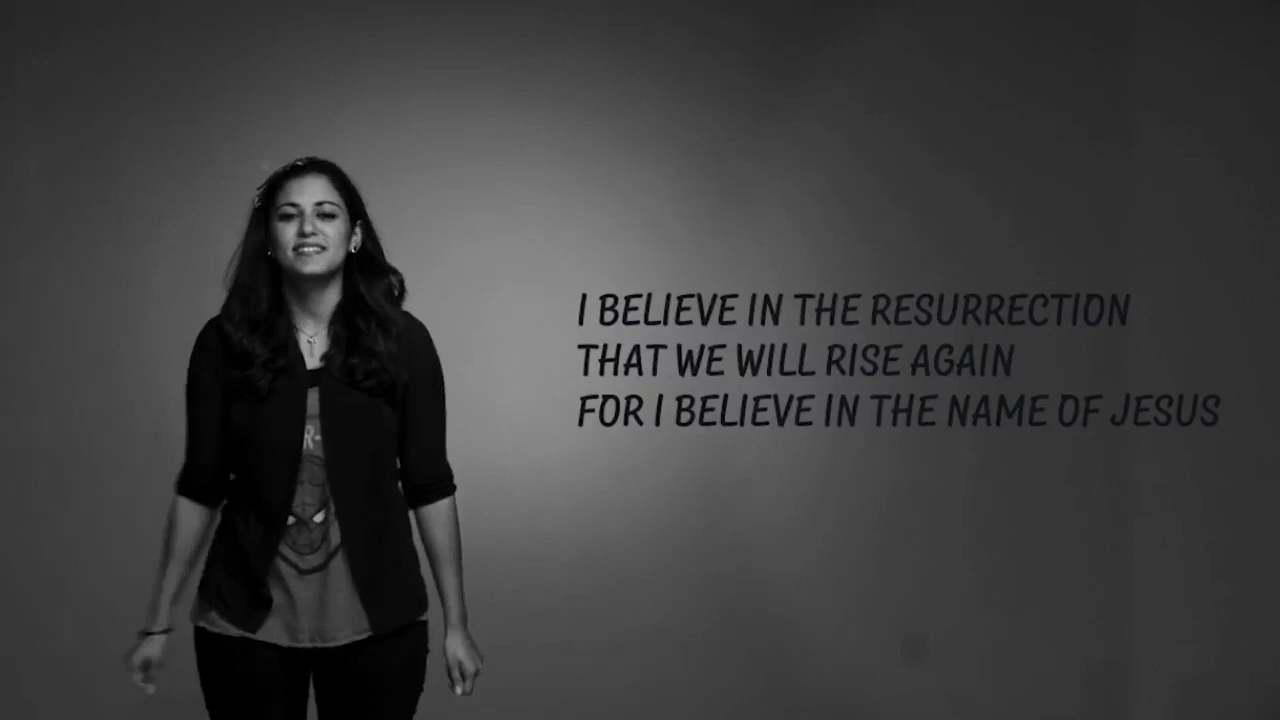 I BELIEVE IN THE RESURRECTION
THAT WE WILL RISE AGAIN
FOR I BELIEVE IN THE NAME OF JESUS
R-